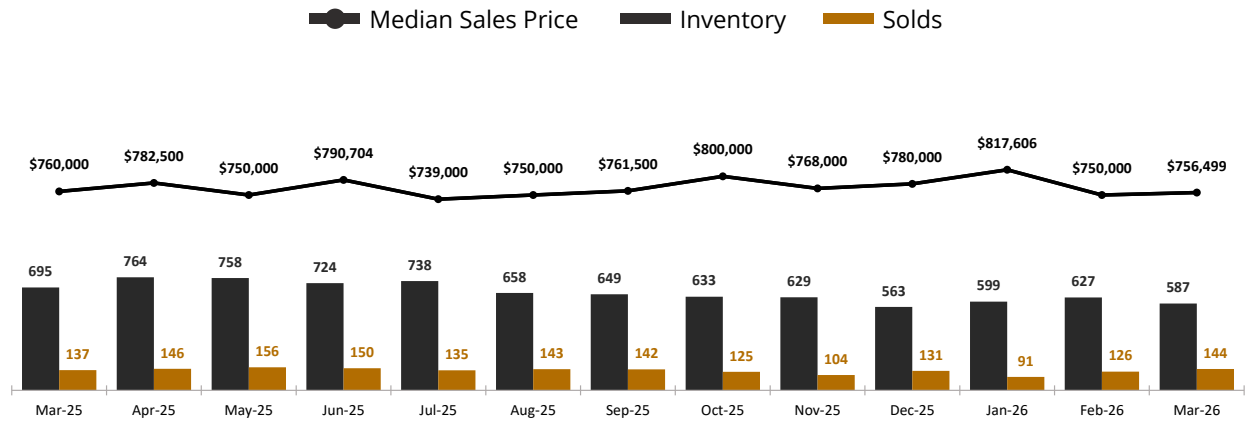 Median Sales Price Inventory Solds
$760,000 $782,500 $750,000 $790,704 $739,000 $750,000 $761,500 $800,000 $768,000 $780,000 $817,606 $750,000 $756,499
695 764 758 724 738 658 649 633 629 563 599 627 587
137 146 156 150 135 143 142 125 104 131 91 126 144
Mar-25 Apr-25 May-25 Jun-25 Jul-25 Aug-25 Sep-25 Oct-25 Nov-25 Dec-25 Jan-26 Feb-26 Mar-26